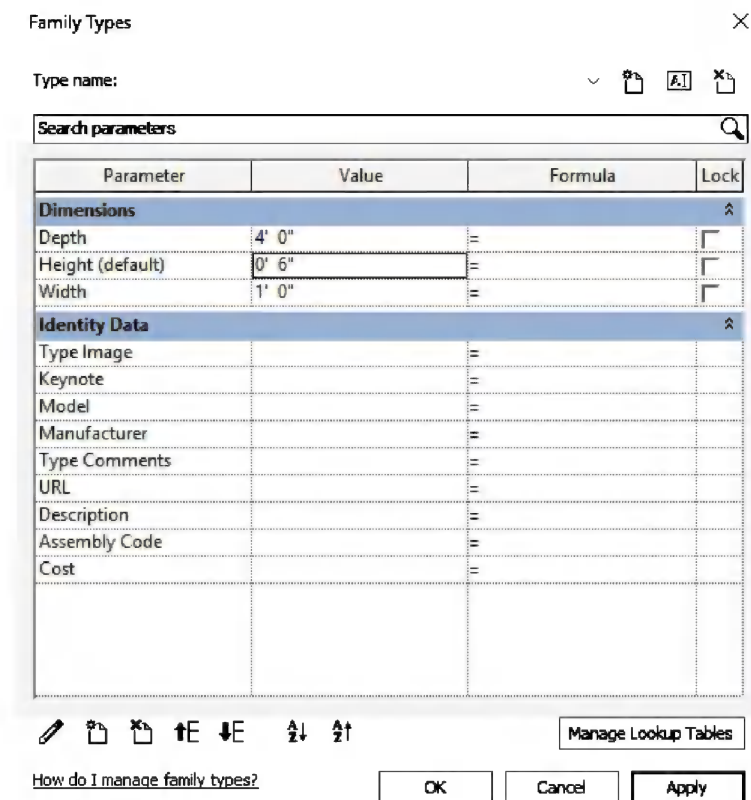 Family Types
Type name:
Search parameters
Parameter Value Formula Lock
Dimensions
Depth 4' 0" =
Height (default) 0' 6" =
Width 1' 0" =
Identity Data
Type Image =
Keynote =
Model =
Manufacturer =
Type Comments =
URL =
Description =
Assembly Code =
Cost =
Manage Lookup Tables
How do I manage family types?
OK Cancel Apply